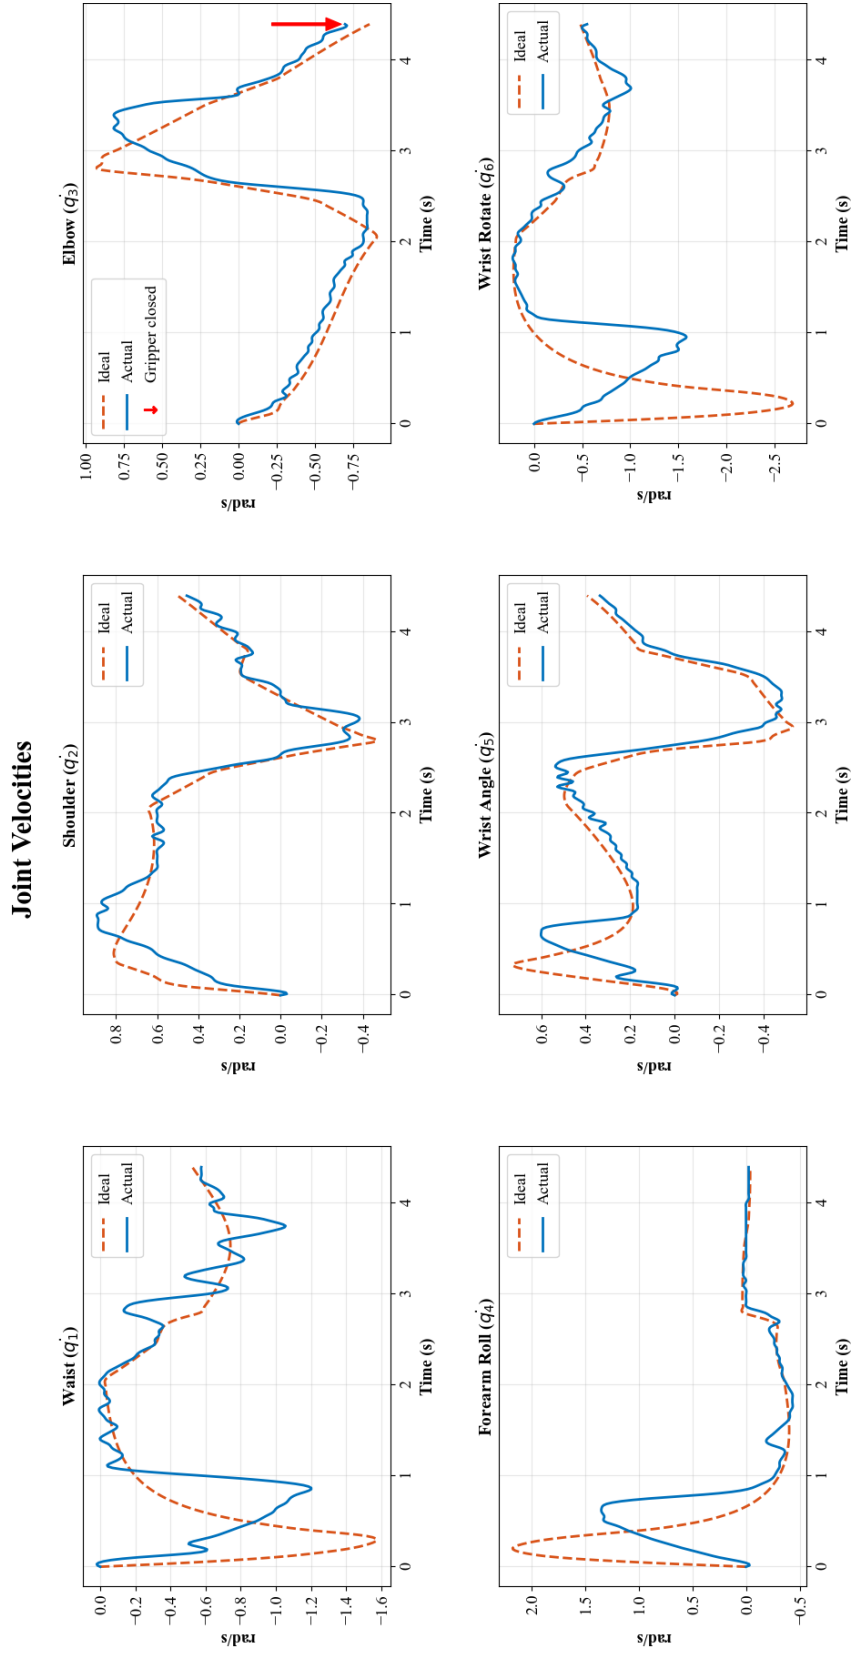 Joint Velocities
Waist (q̇1)
rad/s
0.0
−0.2
−0.4
−0.6
−0.8
−1.0
−1.2
−1.4
−1.6
Ideal
Actual
0 1 2 3 4
Time (s)
Shoulder (q̇2)
rad/s
0.8
0.6
0.4
0.2
0.0
−0.2
−0.4
Ideal
Actual
0 1 2 3 4
Time (s)
Elbow (q̇3)
rad/s
1.00
0.75
0.50
0.25
0.00
−0.25
−0.50
−0.75
Ideal
Actual
Gripper closed
0 1 2 3 4
Time (s)
Forearm Roll (q̇4)
rad/s
2.0
1.5
1.0
0.5
0.0
−0.5
Ideal
Actual
0 1 2 3 4
Time (s)
Wrist Angle (q̇5)
rad/s
0.6
0.4
0.2
0.0
−0.2
−0.4
Ideal
Actual
0 1 2 3 4
Time (s)
Wrist Rotate (q̇6)
rad/s
0.0
−0.5
−1.0
−1.5
−2.0
−2.5
Ideal
Actual
0 1 2 3 4
Time (s)